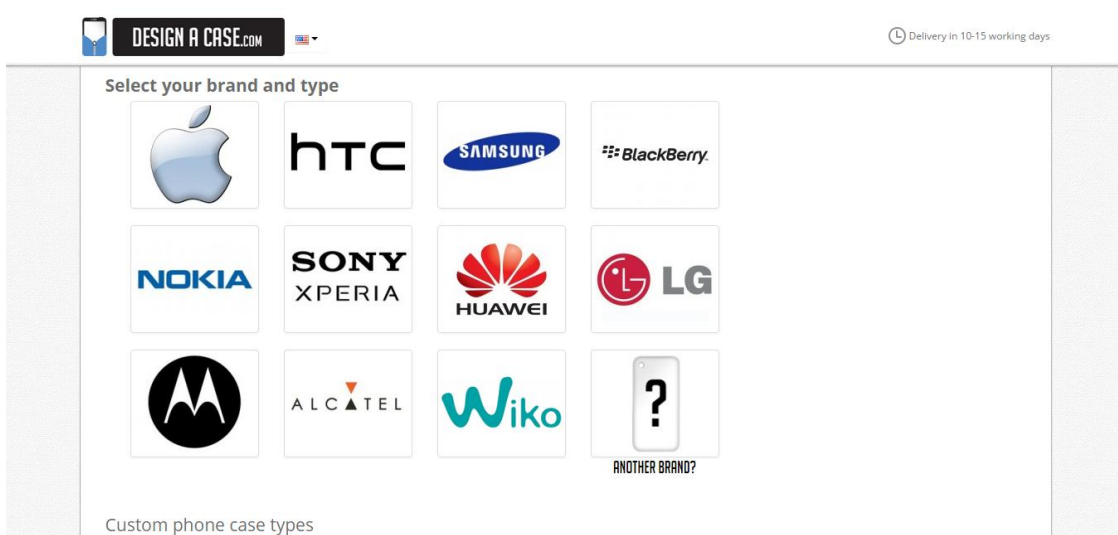 DESIGN A CASE.COM
Delivery in 10-15 working days
Select your brand and type
hTC
SAMSUNG
BlackBerry.
NOKIA
SONY
XPERIA
HUAWEI
LG
ALCATEL
Wiko
?
ANOTHER BRAND?
Custom phone case types